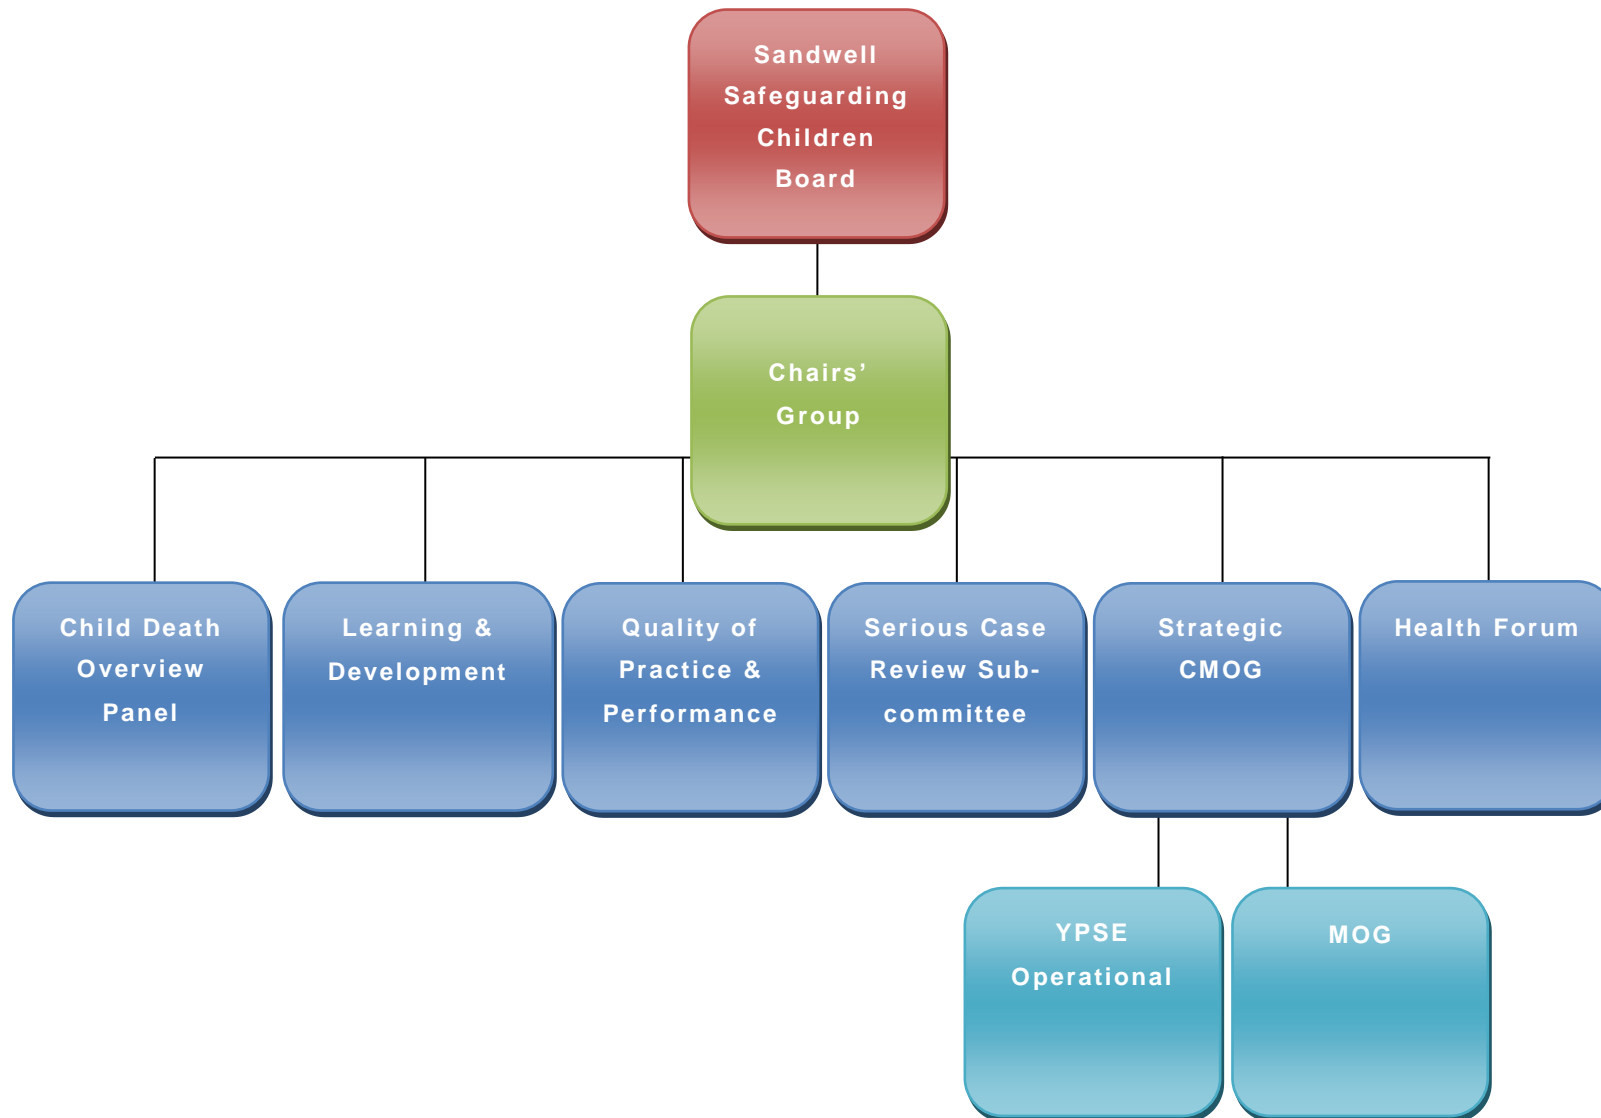 Sandwell
Safeguarding
Children
Board
Chairs’
Group
Child Death
Overview
Panel
Learning &
Development
Quality of
Practice &
Performance
Serious Case
Review Sub-
committee
Strategic
CMOG
Health Forum
YPSE
Operational
MOG